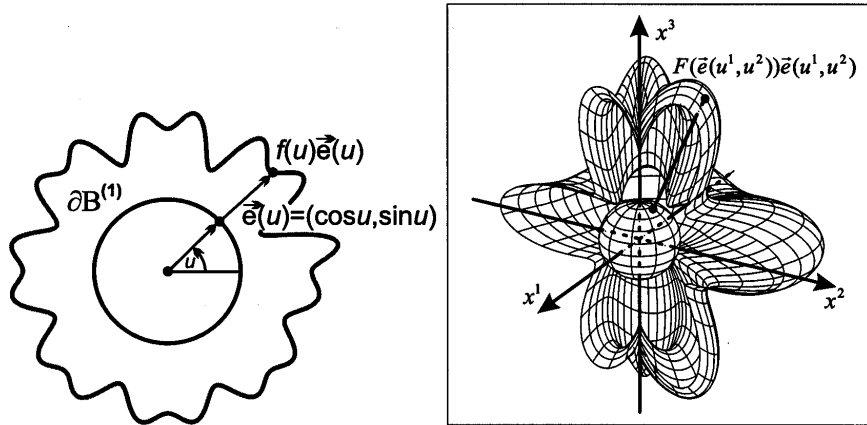 f(u)e⃗(u)
∂B⁽¹⁾
e⃗(u)=(cosu,sinu)
u
x³
F(e⃗(u¹,u²))e⃗(u¹,u²)
x¹
x²